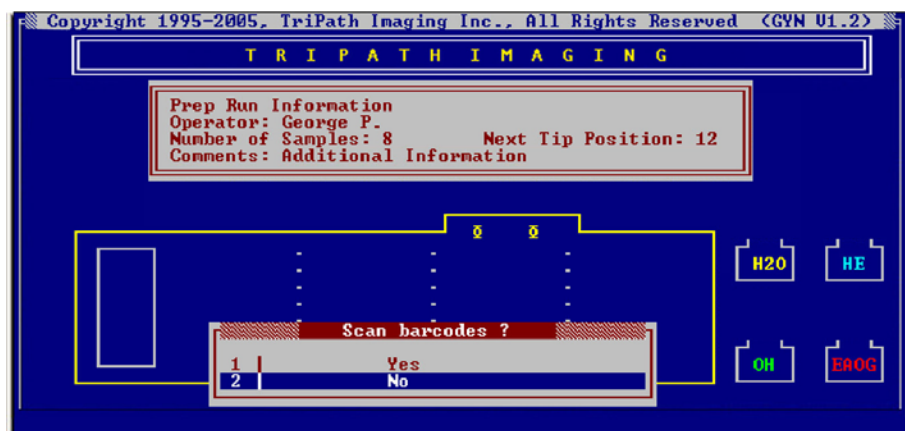 Copyright 1995-2005, TriPath Imaging Inc., All Rights Reserved (GYN V1.2)
T R I P A T H I M A G I N G
Prep Run Information
Operator: George P.
Number of Samples: 8 Next Tip Position: 12
Comments: Additional Information
H2O HE
Scan barcodes ?
1 Yes
2 No
OH EAOG